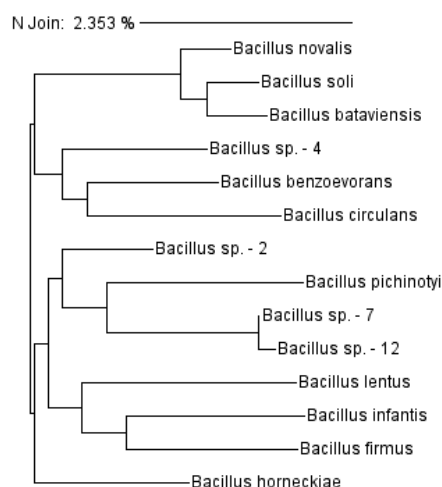 N Join: 2.353 %
Bacillus novalis
Bacillus soli
Bacillus bataviensis
Bacillus sp. - 4
Bacillus benzoevorans
Bacillus circulans
Bacillus sp. - 2
Bacillus pichinotyi
Bacillus sp. - 7
Bacillus sp. - 12
Bacillus lentus
Bacillus infantis
Bacillus firmus
Bacillus horneckiae